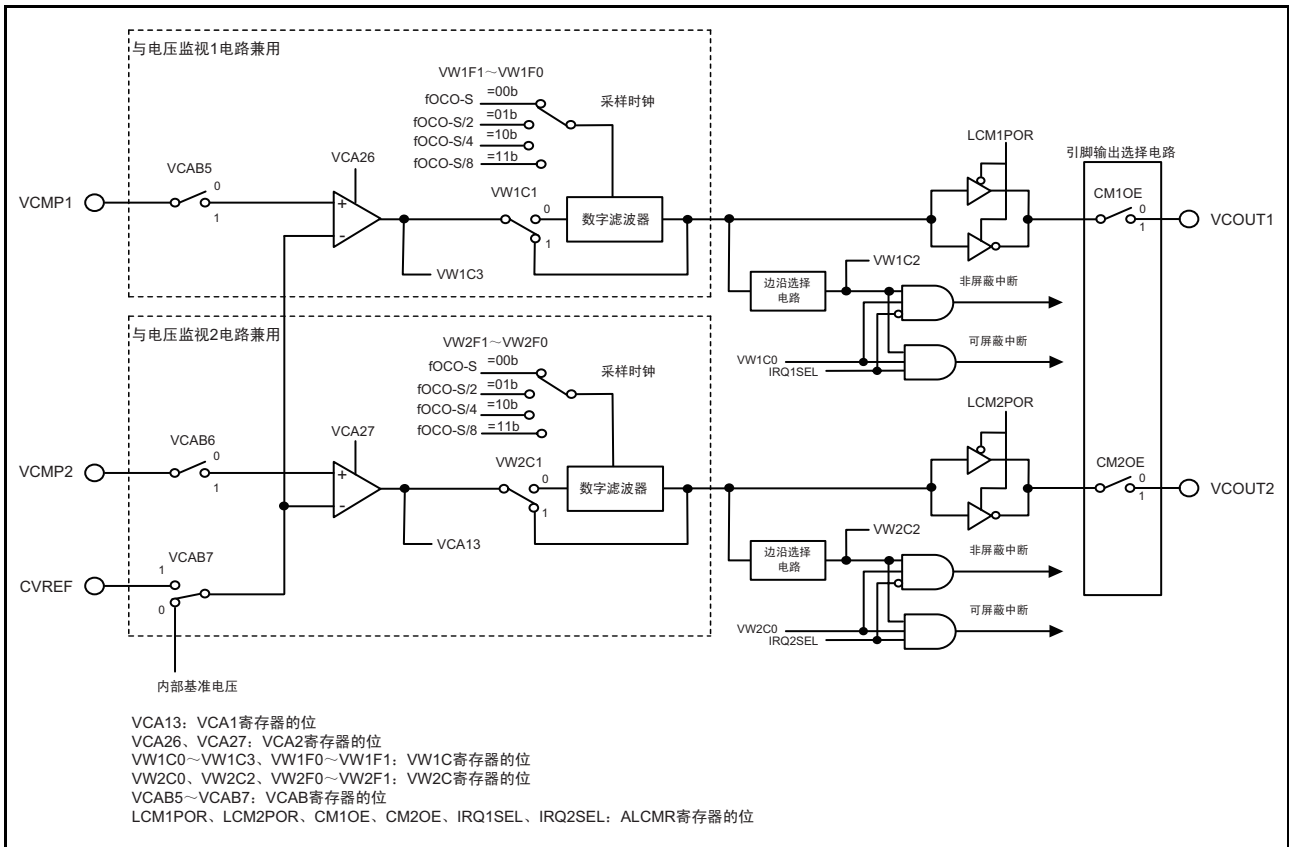 与电压监视1电路兼用
VW1F1～VW1F0
fOCO-S =00b
fOCO-S/2 =01b
fOCO-S/4 =10b
fOCO-S/8 =11b
采样时钟
VCAB5
0
1
VCMP1
VCA26
+
-
VW1C3
VW1C1
0
1
数字滤波器
LCM1POR
引脚输出选择电路
CM1OE
0
1
VCOUT1
边沿选择
电路
VW1C2
非屏蔽中断
可屏蔽中断
VW1C0
IRQ1SEL
与电压监视2电路兼用
VW2F1～VW2F0
fOCO-S =00b
fOCO-S/2 =01b
fOCO-S/4 =10b
fOCO-S/8 =11b
采样时钟
VCAB6
0
1
VCMP2
VCA27
+
-
VCA13
VW2C1
0
1
数字滤波器
LCM2POR
CM2OE
0
1
VCOUT2
边沿选择
电路
VW2C2
非屏蔽中断
可屏蔽中断
VW2C0
IRQ2SEL
VCAB7
1
0
CVREF
内部基准电压
VCA13：VCA1寄存器的位
VCA26、VCA27：VCA2寄存器的位
VW1C0～VW1C3、VW1F0～VW1F1：VW1C寄存器的位
VW2C0、VW2C2、VW2F0～VW2F1：VW2C寄存器的位
VCAB5～VCAB7：VCAB寄存器的位
LCM1POR、LCM2POR、CM1OE、CM2OE、IRQ1SEL、IRQ2SEL：ALCMR寄存器的位